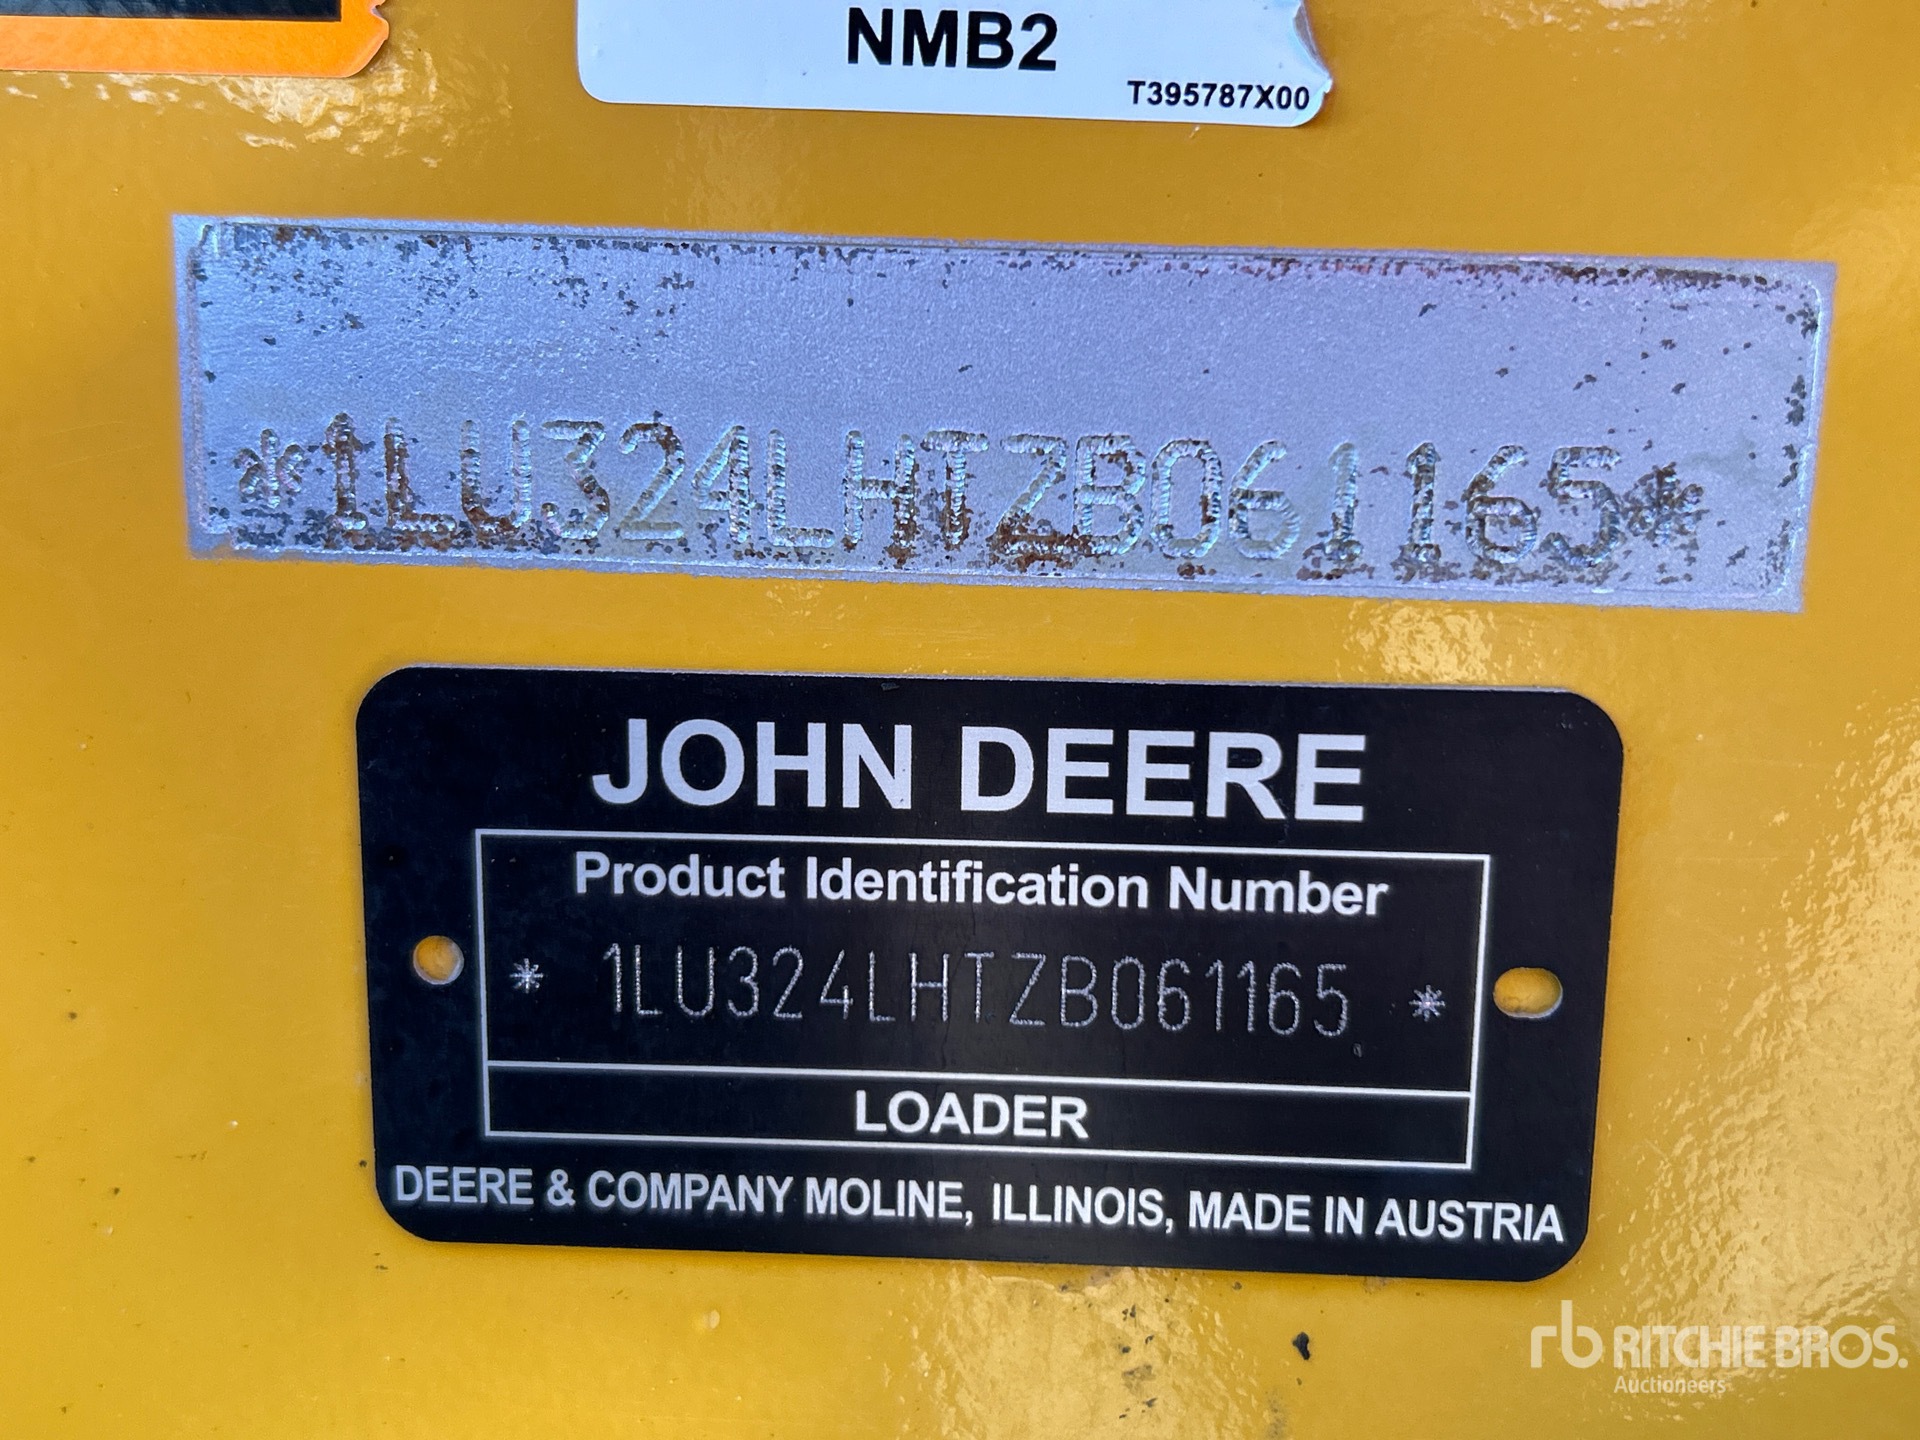 NMB2
T395787X00
*1LU324LHTZB061165*
JOHN DEERE
Product Identification Number
* 1LU324LHTZB061165 *
LOADER
DEERE & COMPANY MOLINE, ILLINOIS, MADE IN AUSTRIA
rb RITCHIE BROS.
Auctioneers